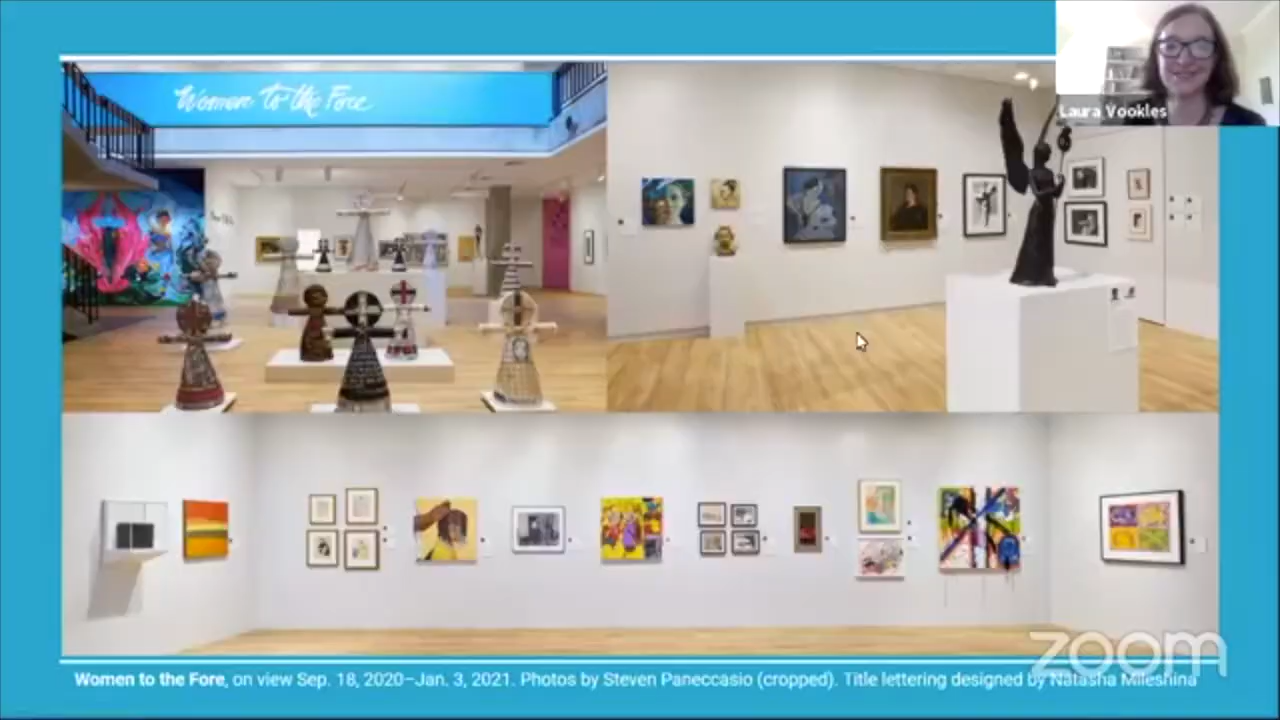 Laura Vookles
Women to the Fore
zoom
Women to the Fore, on view Sep. 18, 2020–Jan. 3, 2021. Photos by Steven Paneccasio (cropped). Title lettering designed by Natasha Mileshina